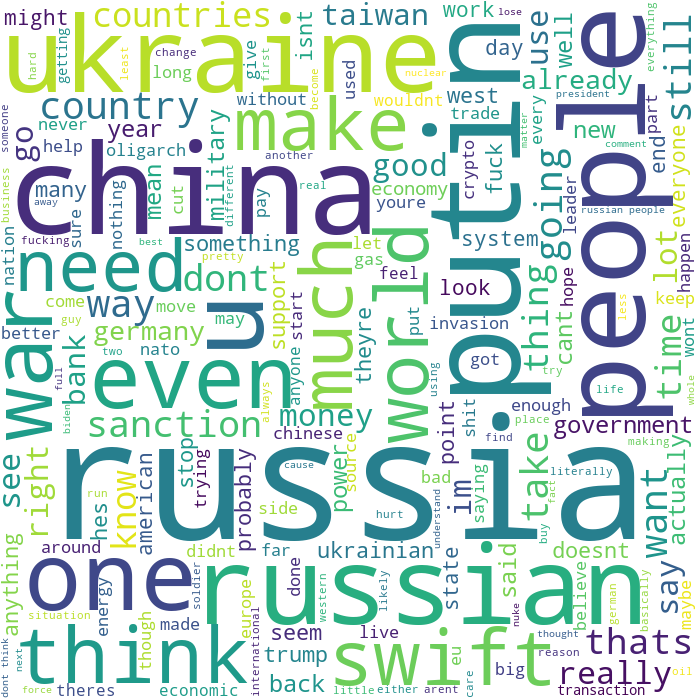 might
countries
taiwan
work
day
use
well
ukraine
isnt
give
long
change
lose
hard
getting
least
first
nuclear
become
everything
still
country
without
used
wouldnt
west
trade
already
president
every
new
end
part
someone
go
never
year
make
help
oligarch
military
another
good
crypto
fuck
matter
comment
everyone
many
nothing
mean
cut
different
pay
real
economy
leader
russian people
business
away
sure
china
youre
putin
people
going
lot
fucking
best
pretty
nation
something
let
gas
feel
system
thing
hope
happen
need
dont
world
look
cant
keep
come
guy
move
may
support
start
put
invasion
less
time
wont
better
way
u
much
theyre
got
try
war
germany
nato
anyone
using
life
whole
bank
two
even
always
enough
place
full
biden
sanction
money
shit
government
making
see
right
stop
trying
chinese
source
point
find
russia
know
american
hes
probably
cause
power
bad
im
saying
take
literally
want
actually
run
side
hurt
understand
buy
fact
say
around
didnt
far
done
ukrainian
state
said
doesnt
believe
basically
maybe
anything
one
energy
soldier
europe
western
likely
nuke
german
situation
though
made
russian
international
seem
live
eu
thought
thats
dont think
next
think
trump
swift
big
reason
really
oil
force
theres
economic
back
little
either
arent
care
transaction